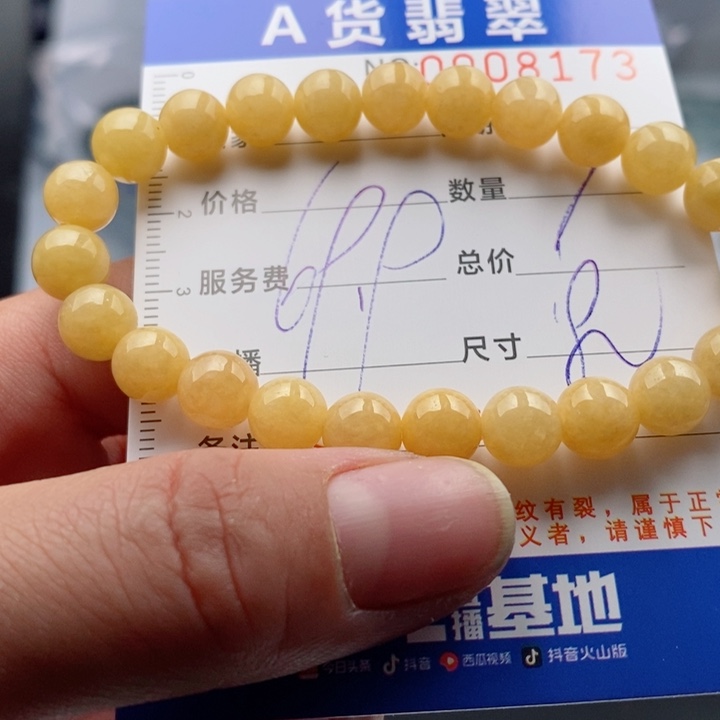 A货翡翠
NO:0908173
价格
数量
服务费
总价
播
尺寸
备注
纹有裂，属于正
义者，请谨慎下
播基地
今日头条 抖音 西瓜视频 抖音火山版